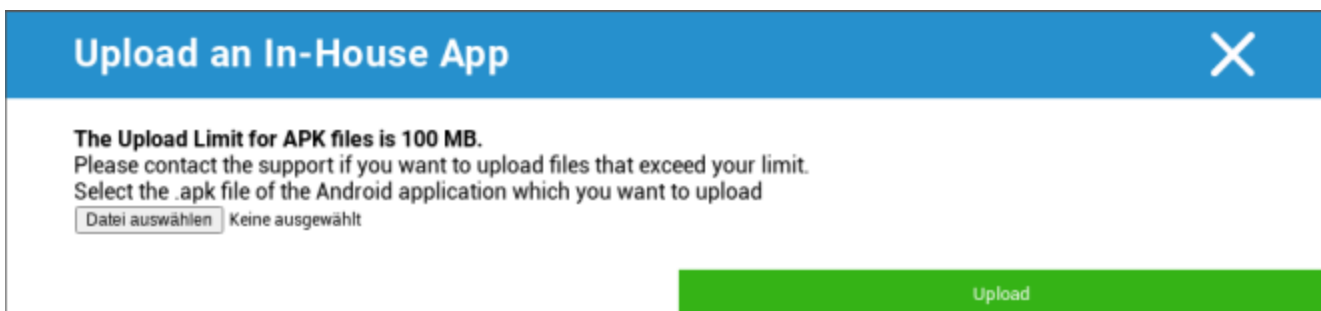 Upload an In-House App
The Upload Limit for APK files is 100 MB.
Please contact the support if you want to upload files that exceed your limit.
Select the .apk file of the Android application which you want to upload
Datei auswählen Keine ausgewählt
Upload